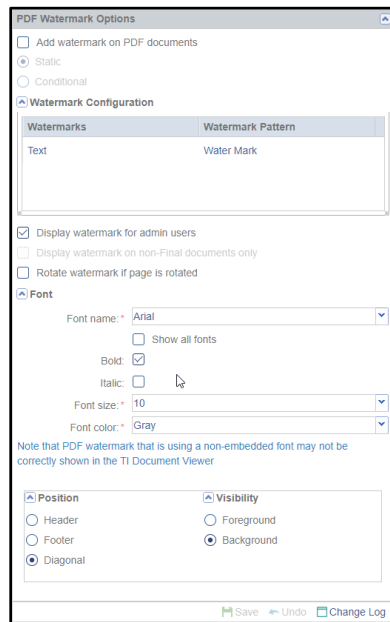 PDF Watermark Options
Add watermark on PDF documents
Static
Conditional
Watermark Configuration
Watermarks Watermark Pattern
Text Water Mark
Display watermark for admin users
Display watermark on non-Final documents only
Rotate watermark if page is rotated
Font
Font name:* Arial
Show all fonts
Bold:
Italic:
Font size:* 10
Font color:* Gray
Note that PDF watermark that is using a non-embedded font may not be
correctly shown in the TI Document Viewer
Position Visibility
Header Foreground
Footer Background
Diagonal
Save Undo Change Log